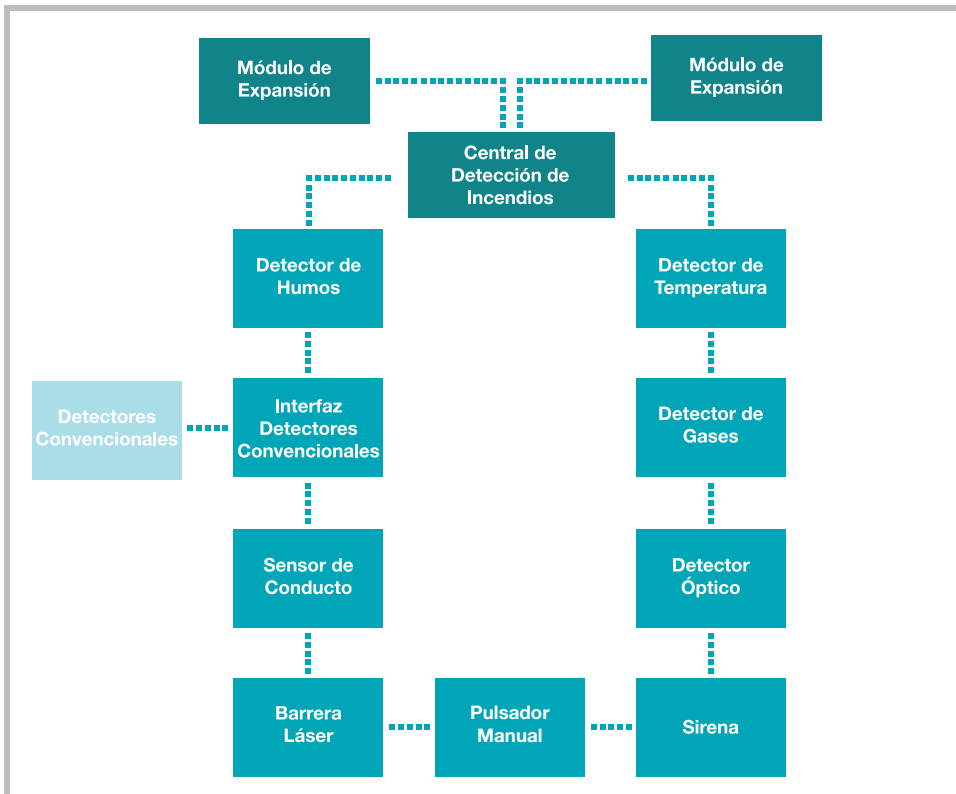 Módulo de
Expansión
Módulo de
Expansión
Central de
Detección de
Incendios
Detector de
Humos
Detector de
Temperatura
Detectores
Convencionales
Interfaz
Detectores
Convencionales
Detector de
Gases
Sensor de
Conducto
Detector
Óptico
Barrera
Láser
Pulsador
Manual
Sirena